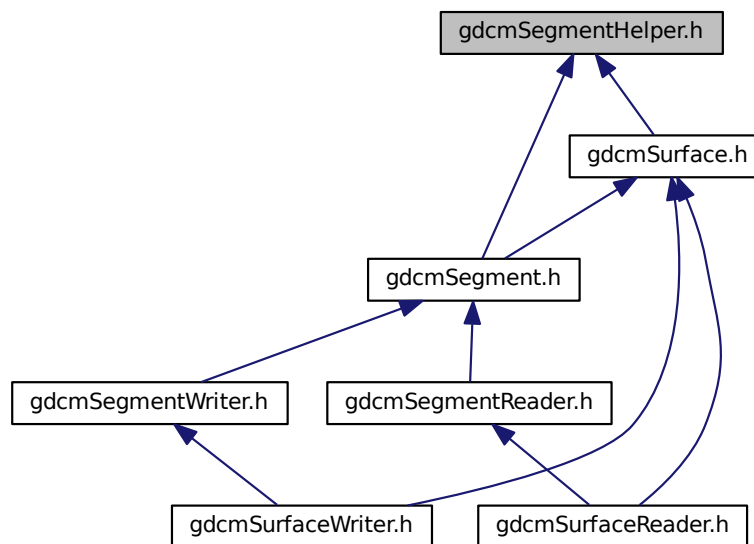 gdcmSegmentHelper.h
gdcmSurface.h
gdcmSegment.h
gdcmSegmentWriter.h
gdcmSegmentReader.h
gdcmSurfaceWriter.h
gdcmSurfaceReader.h